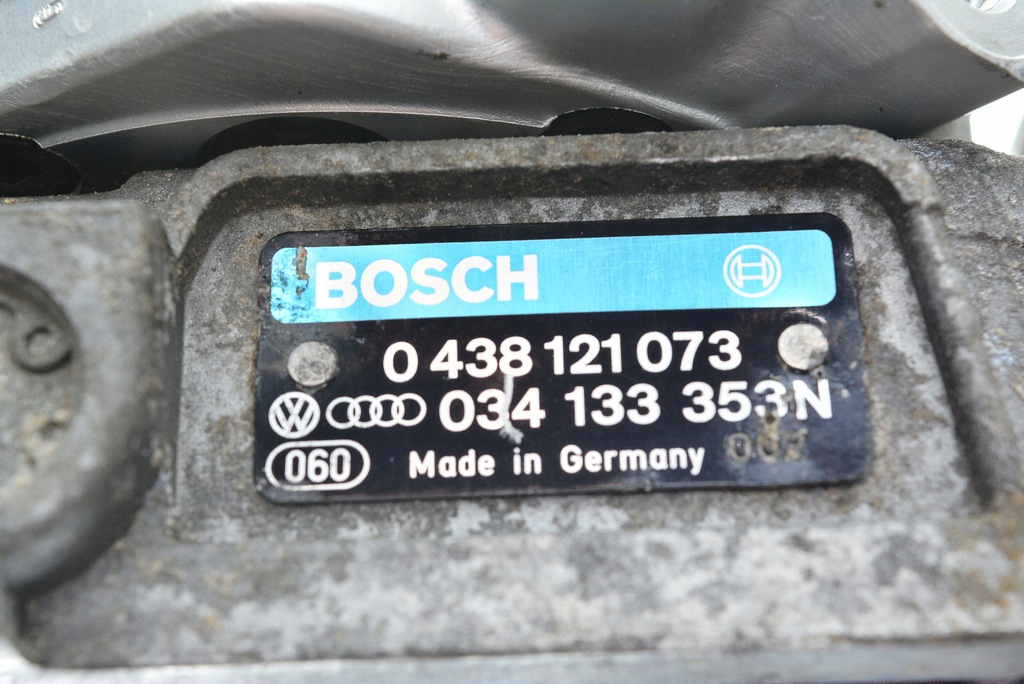 BOSCH
0 438 121 073
034 133 353N
060 Made in Germany